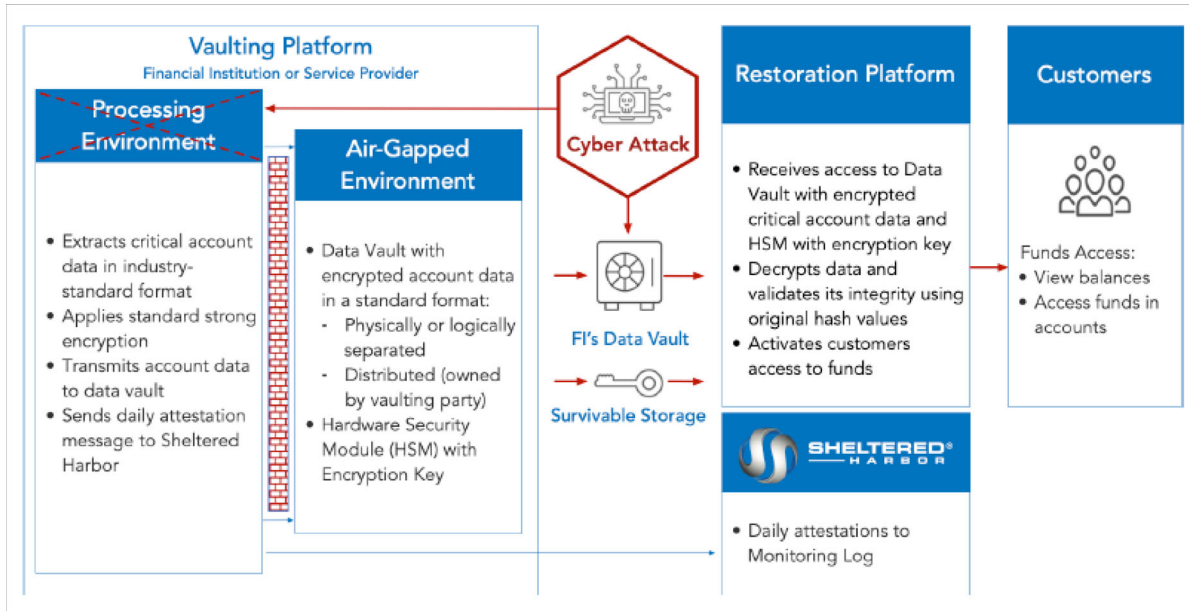 Vaulting Platform
Financial Institution or Service Provider
Processing
Environment
• Extracts critical account
data in industry-
standard format
• Applies standard strong
encryption
• Transmits account data
to data vault
• Sends daily attestation
message to Sheltered
Harbor
Air-Gapped
Environment
• Data Vault with
encrypted account data
in a standard format:
- Physically or logically
separated
- Distributed (owned
by vaulting party)
• Hardware Security
Module (HSM) with
Encryption Key
Cyber Attack
FI's Data Vault
Survivable Storage
Restoration Platform
• Receives access to Data
Vault with encrypted
critical account data and
HSM with encryption key
• Decrypts data and
validates its integrity using
original hash values
• Activates customers
access to funds
SHELTERED®
HARBOR
• Daily attestations to
Monitoring Log
Customers
Funds Access:
• View balances
• Access funds in
accounts